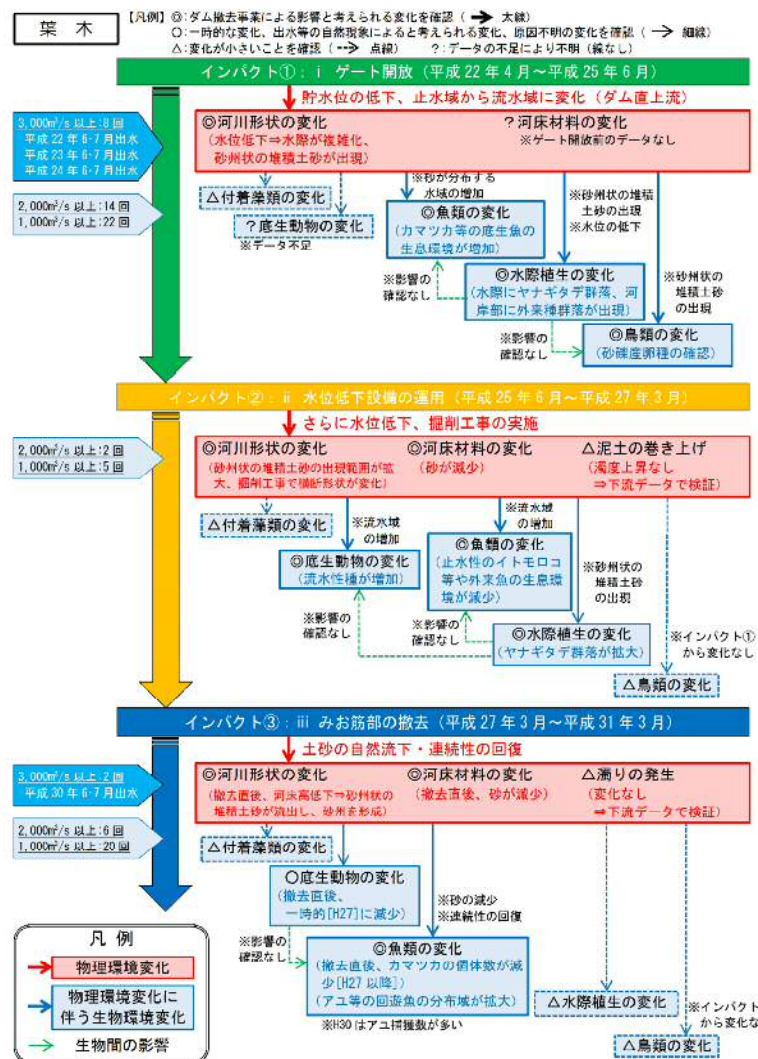 葉木
【凡例】◎:ダム撤去事業による影響と考えられる変化を確認（ 太線）
○:一時的な変化、出水等の自然現象によると考えられる変化、原因不明の変化を確認（ 細線）
△:変化が小さいことを確認（ 点線） ?:データの不足により不明（線なし）
インパクト①:ⅰ ゲート開放（平成22年4月～平成25年6月）
貯水位の低下、止水域から流水域に変化（ダム直上流）
3,000m³/s以上:8回
平成22年6-7月出水
平成23年6-7月出水
平成24年6-7月出水
2,000m³/s以上:14回
1,000m³/s以上:22回
◎河川形状の変化
（水位低下⇒水際が複雑化、
砂州状の堆積土砂が出現）
?河床材料の変化
※ゲート開放前のデータなし
△付着藻類の変化
?底生動物の変化
※データ不足
※砂が分布する
水域の増加
◎魚類の変化
（カマツカ等の底生魚の
生息環境が増加）
※砂州状の堆積
土砂の出現
※水位の低下
※影響の
確認なし
◎水際植生の変化
（水際にヤナギタデ群落、河
岸部に外来種群落が出現）
※砂州状の
堆積土砂
の出現
※影響の
確認なし
◎鳥類の変化
（砂礫産卵種の確認）
インパクト②:ⅱ 水位低下設備の運用（平成25年6月～平成27年3月）
さらに水位低下、掘削工事の実施
2,000m³/s以上:2回
1,000m³/s以上:5回
◎河川形状の変化
（砂州状の堆積土砂の出現範囲が拡
大、掘削工事で横断形状が変化）
◎河床材料の変化
（砂が減少）
△泥土の巻き上げ
（濁度上昇なし
⇒下流データで検証）
△付着藻類の変化
※流水域
の増加
◎底生動物の変化
（流水性種が増加）
※流水域
の増加
◎魚類の変化
（止水性のイトモロコ
等や外来魚の生息環
境が減少）
※砂州状の
堆積土砂
の出現
※影響の
確認なし
※影響の
確認なし
◎水際植生の変化
（ヤナギタデ群落が拡大）
※インパクト①
から変化なし
△鳥類の変化
インパクト③:ⅲ みお筋部の撤去（平成27年3月～平成31年3月）
土砂の自然流下・連続性の回復
3,000m³/s以上:2回
平成30年6-7月出水
2,000m³/s以上:6回
1,000m³/s以上:20回
◎河川形状の変化
（撤去直後、河床高低下⇒砂州状の
堆積土砂が流出し、砂州を形成）
◎河床材料の変化
（撤去直後、砂が減少）
△濁りの発生
（変化なし
⇒下流データで検証）
△付着藻類の変化
○底生動物の変化
（撤去直後、
一時的[H27]に減少）
※砂の減少
※連続性の回復
※影響の
確認なし
◎魚類の変化
（撤去直後、カマツカの個体数が減
少[H27以降]）
（アユ等の回遊魚の分布域が拡大）
※H30はアユ捕獲数が多い
△水際植生の変化
※インパクト
から変化な
△鳥類の変化
凡例
物理環境変化
物理環境変化に
伴う生物環境変化
生物間の影響